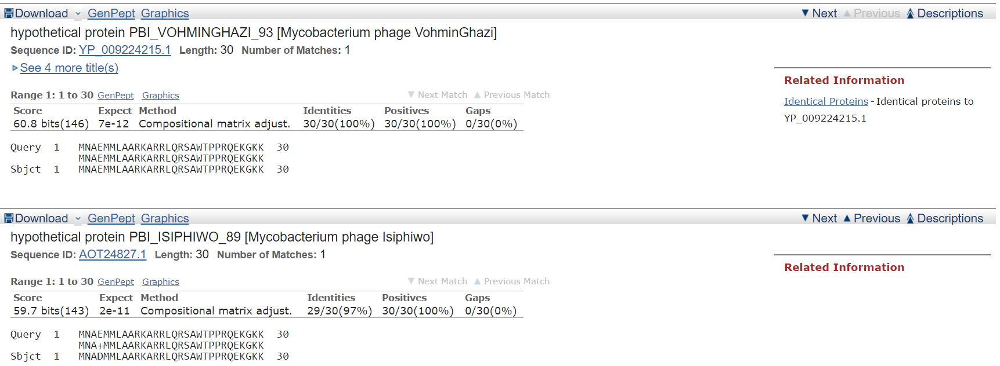 Download GenPept Graphics Next Previous Descriptions
hypothetical protein PBI_VOHMINGHAZI_93 [Mycobacterium phage VohminGhazi]
Sequence ID: YP_009224215.1 Length: 30 Number of Matches: 1
See 4 more title(s)
Related Information
Identical Proteins - Identical proteins to
YP_009224215.1
Range 1: 1 to 30 GenPept Graphics Next Match Previous Match
Score Expect Method Identities Positives Gaps
60.8 bits(146) 7e-12 Compositional matrix adjust. 30/30(100%) 30/30(100%) 0/30(0%)
Query 1 MNAEMMLAARKARRLQRSAWTPPRQEKGKK 30
MNAEMMLAARKARRLQRSAWTPPRQEKGKK
Sbjct 1 MNAEMMLAARKARRLQRSAWTPPRQEKGKK 30
Download GenPept Graphics Next Previous Descriptions
hypothetical protein PBI_ISIPHIWO_89 [Mycobacterium phage Isiphiwo]
Sequence ID: AOT24827.1 Length: 30 Number of Matches: 1
Related Information
Range 1: 1 to 30 GenPept Graphics Next Match Previous Match
Score Expect Method Identities Positives Gaps
59.7 bits(143) 2e-11 Compositional matrix adjust. 29/30(97%) 30/30(100%) 0/30(0%)
Query 1 MNAEMMLAARKARRLQRSAWTPPRQEKGKK 30
MNA+MMLAARKARRLQRSAWTPPRQEKGKK
Sbjct 1 MNADMMLAARKARRLQRSAWTPPRQEKGKK 30